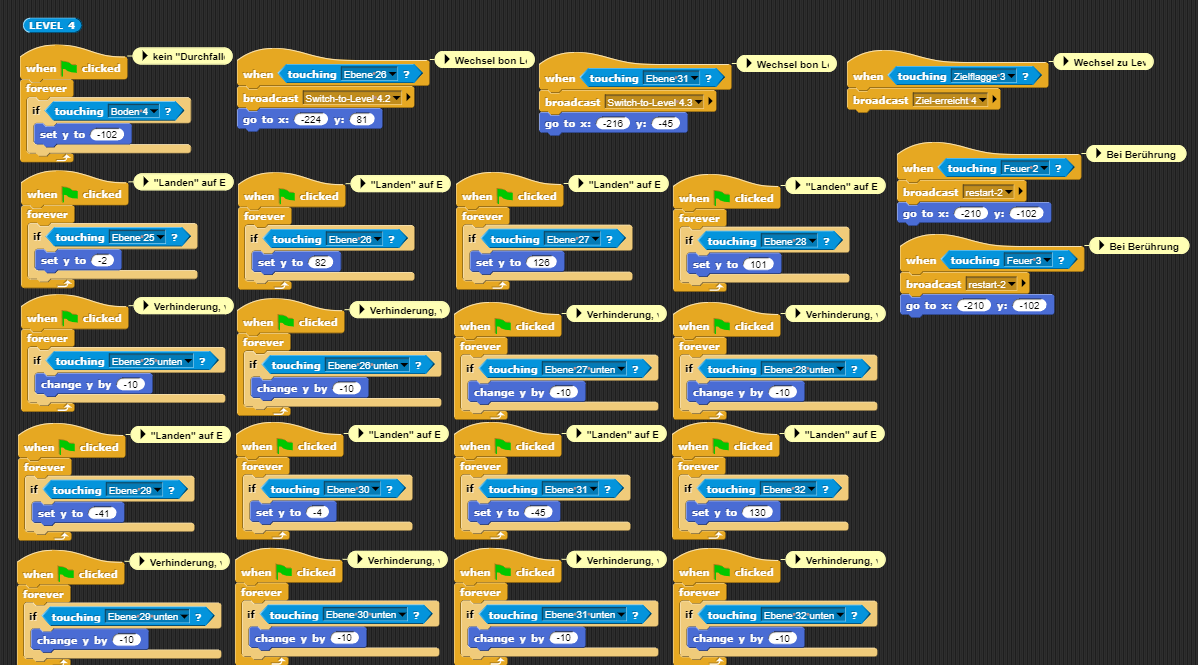 LEVEL 4
when clicked
kein "Durchfall
forever
if touching Boden 4 ?
set y to -102
when touching Ebene 26 ?
Wechsel bon L
broadcast Switch-to-Level 4.2
go to x: -224 y: 81
when touching Ebene 31 ?
Wechsel bon L
broadcast Switch-to-Level 4.3
go to x: -216 y: -45
when touching Zielflagge 3 ?
Wechsel zu Lev
broadcast Ziel-erreicht 4
when touching Feuer 2 ?
Bei Berührung
broadcast restart-2
go to x: -210 y: -102
when touching Feuer 3 ?
Bei Berührung
broadcast restart-2
go to x: -210 y: -102
when clicked
"Landen" auf E
forever
if touching Ebene 25 ?
set y to -2
when clicked
"Landen" auf E
forever
if touching Ebene 26 ?
set y to 82
when clicked
"Landen" auf E
forever
if touching Ebene 27 ?
set y to 126
when clicked
"Landen" auf E
forever
if touching Ebene 28 ?
set y to 101
when clicked
Verhinderung,
forever
if touching Ebene 25 unten ?
change y by -10
when clicked
Verhinderung,
forever
if touching Ebene 26 unten ?
change y by -10
when clicked
Verhinderung,
forever
if touching Ebene 27 unten ?
change y by -10
when clicked
Verhinderung,
forever
if touching Ebene 28 unten ?
change y by -10
when clicked
"Landen" auf E
forever
if touching Ebene 29 ?
set y to -41
when clicked
"Landen" auf E
forever
if touching Ebene 30 ?
set y to -4
when clicked
"Landen" auf E
forever
if touching Ebene 31 ?
set y to -45
when clicked
"Landen" auf E
forever
if touching Ebene 32 ?
set y to 130
when clicked
Verhinderung,
forever
if touching Ebene 29 unten ?
change y by -10
when clicked
Verhinderung,
forever
if touching Ebene 30 unten ?
change y by -10
when clicked
Verhinderung,
forever
if touching Ebene 31 unten ?
change y by -10
when clicked
Verhinderung,
forever
if touching Ebene 32 unten ?
change y by -10